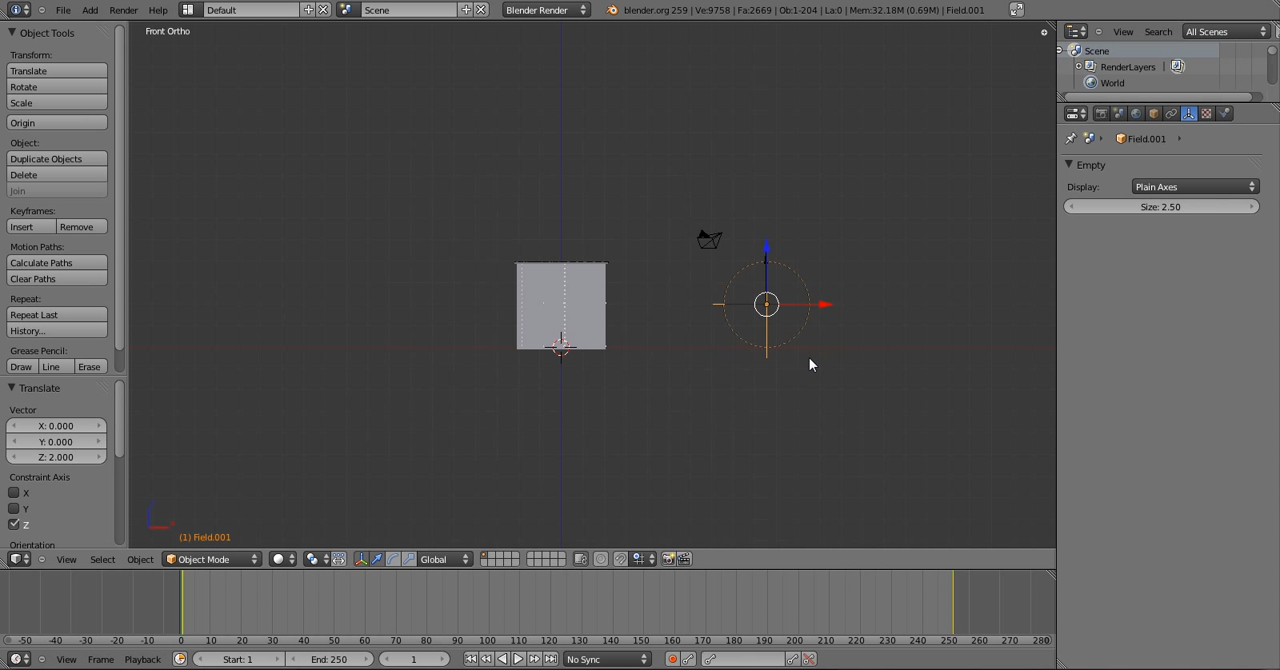 File Add Render Help Default Scene Blender Render blender.org 259 | Ve:9758 | Fa:2669 | Ob:1-204 | La:0 | Mem:32.18M (0.69M) | Field.001
Object Tools
Transform:
Translate
Rotate
Scale
Origin
Object:
Duplicate Objects
Delete
Join
Keyframes:
Insert Remove
Motion Paths:
Calculate Paths
Clear Paths
Repeat:
Repeat Last
History...
Grease Pencil:
Draw Line Erase
Translate
Vector
X: 0.000
Y: 0.000
Z: 2.000
Constraint Axis
X
Y
Z
Orientation
Front Ortho
(1) Field.001
View Select Object Object Mode Global
View Search All Scenes
Scene
RenderLayers |
World
Field.001
Empty
Display: Plain Axes
Size: 2.50
-50 -40 -30 -20 -10 0 10 20 30 40 50 60 70 80 90 100 110 120 130 140 150 160 170 180 190 200 210 220 230 240 250 260 270 280
View Frame Playback Start: 1 End: 250 1 No Sync